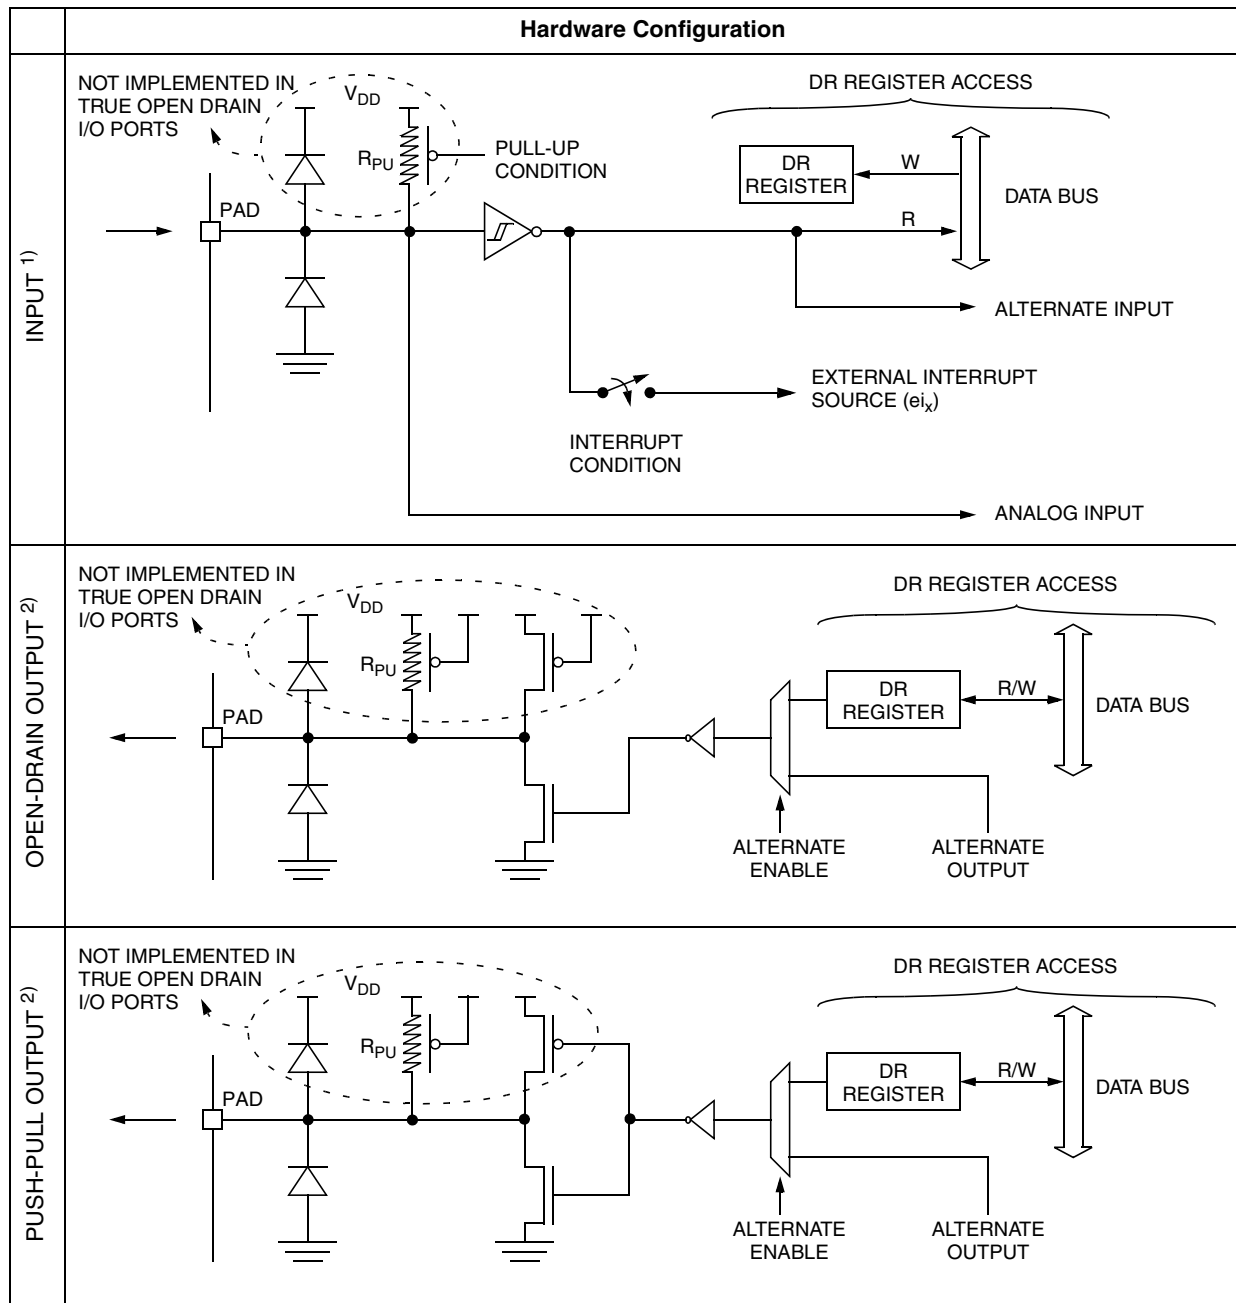 Hardware Configuration
INPUT 1)
NOT IMPLEMENTED IN
TRUE OPEN DRAIN
I/O PORTS
VDD
RPU
PULL-UP
CONDITION
PAD
DR REGISTER ACCESS
DR
REGISTER
W
R
DATA BUS
ALTERNATE INPUT
EXTERNAL INTERRUPT
SOURCE (eix)
INTERRUPT
CONDITION
ANALOG INPUT
OPEN-DRAIN OUTPUT 2)
NOT IMPLEMENTED IN
TRUE OPEN DRAIN
I/O PORTS
VDD
RPU
PAD
DR REGISTER ACCESS
DR
REGISTER
R/W
DATA BUS
ALTERNATE
ENABLE
ALTERNATE
OUTPUT
PUSH-PULL OUTPUT 2)
NOT IMPLEMENTED IN
TRUE OPEN DRAIN
I/O PORTS
VDD
RPU
PAD
DR REGISTER ACCESS
DR
REGISTER
R/W
DATA BUS
ALTERNATE
ENABLE
ALTERNATE
OUTPUT